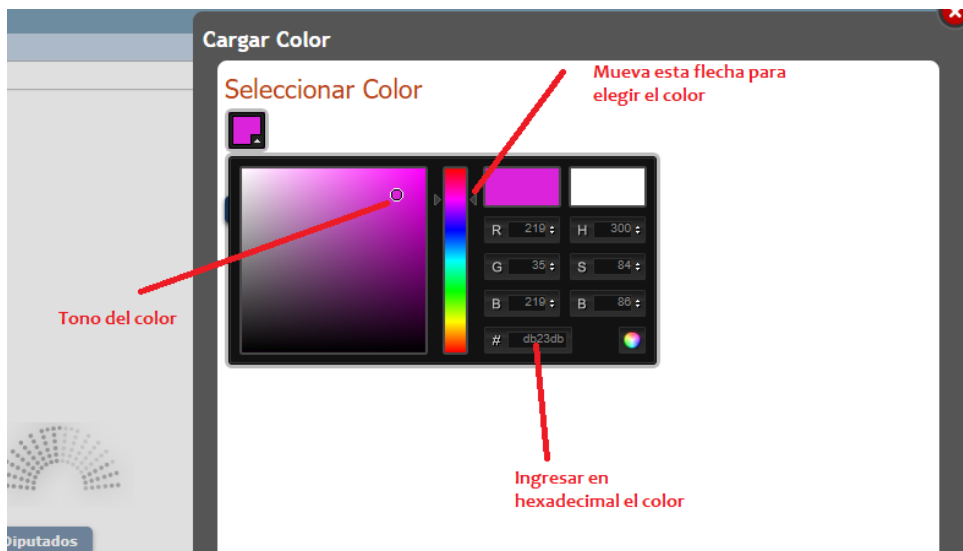 Cargar Color
Seleccionar Color
Mueva esta flecha para
elegir el color
R 219 H 300
G 35 S 84
B 219 B 86
# db23db
Tono del color
Ingresar en
hexadecimal el color
Diputados